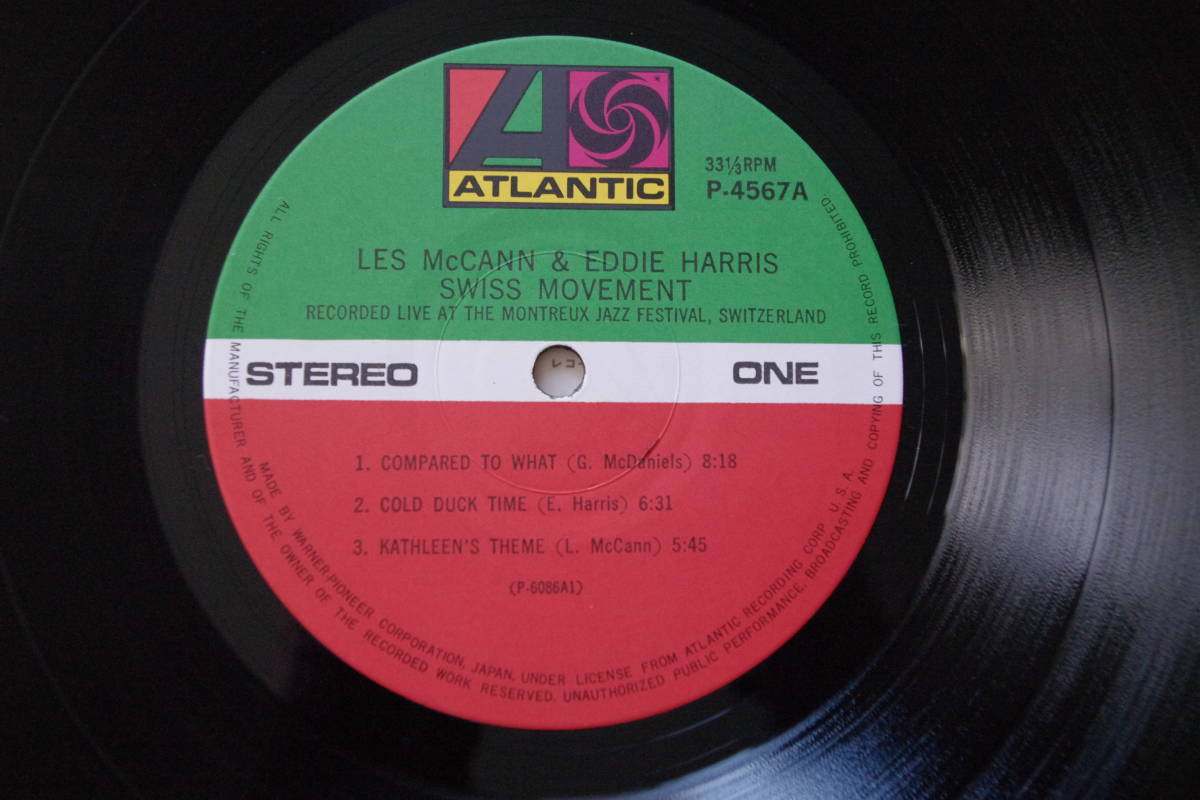 ATLANTIC
33⅓RPM
P-4567A
LES McCANN & EDDIE HARRIS
SWISS MOVEMENT
RECORDED LIVE AT THE MONTREUX JAZZ FESTIVAL, SWITZERLAND
STEREO
レコ
ONE
1. COMPARED TO WHAT (G. McDaniels) 8:18
2. COLD DUCK TIME (E. Harris) 6:31
3. KATHLEEN'S THEME (L. McCann) 5:45
(P-6086A1)
MADE BY WARNER-PIONEER CORPORATION, JAPAN, UNDER LICENSE FROM ATLANTIC RECORDING CORP U. S. A.
ALL RIGHTS OF THE MANUFACTURER AND OF THE OWNER OF THE RECORDED WORK RESERVED. UNAUTHORIZED PUBLIC PERFORMANCE, BROADCASTING AND COPYING OF THIS RECORD PROHIBITED.